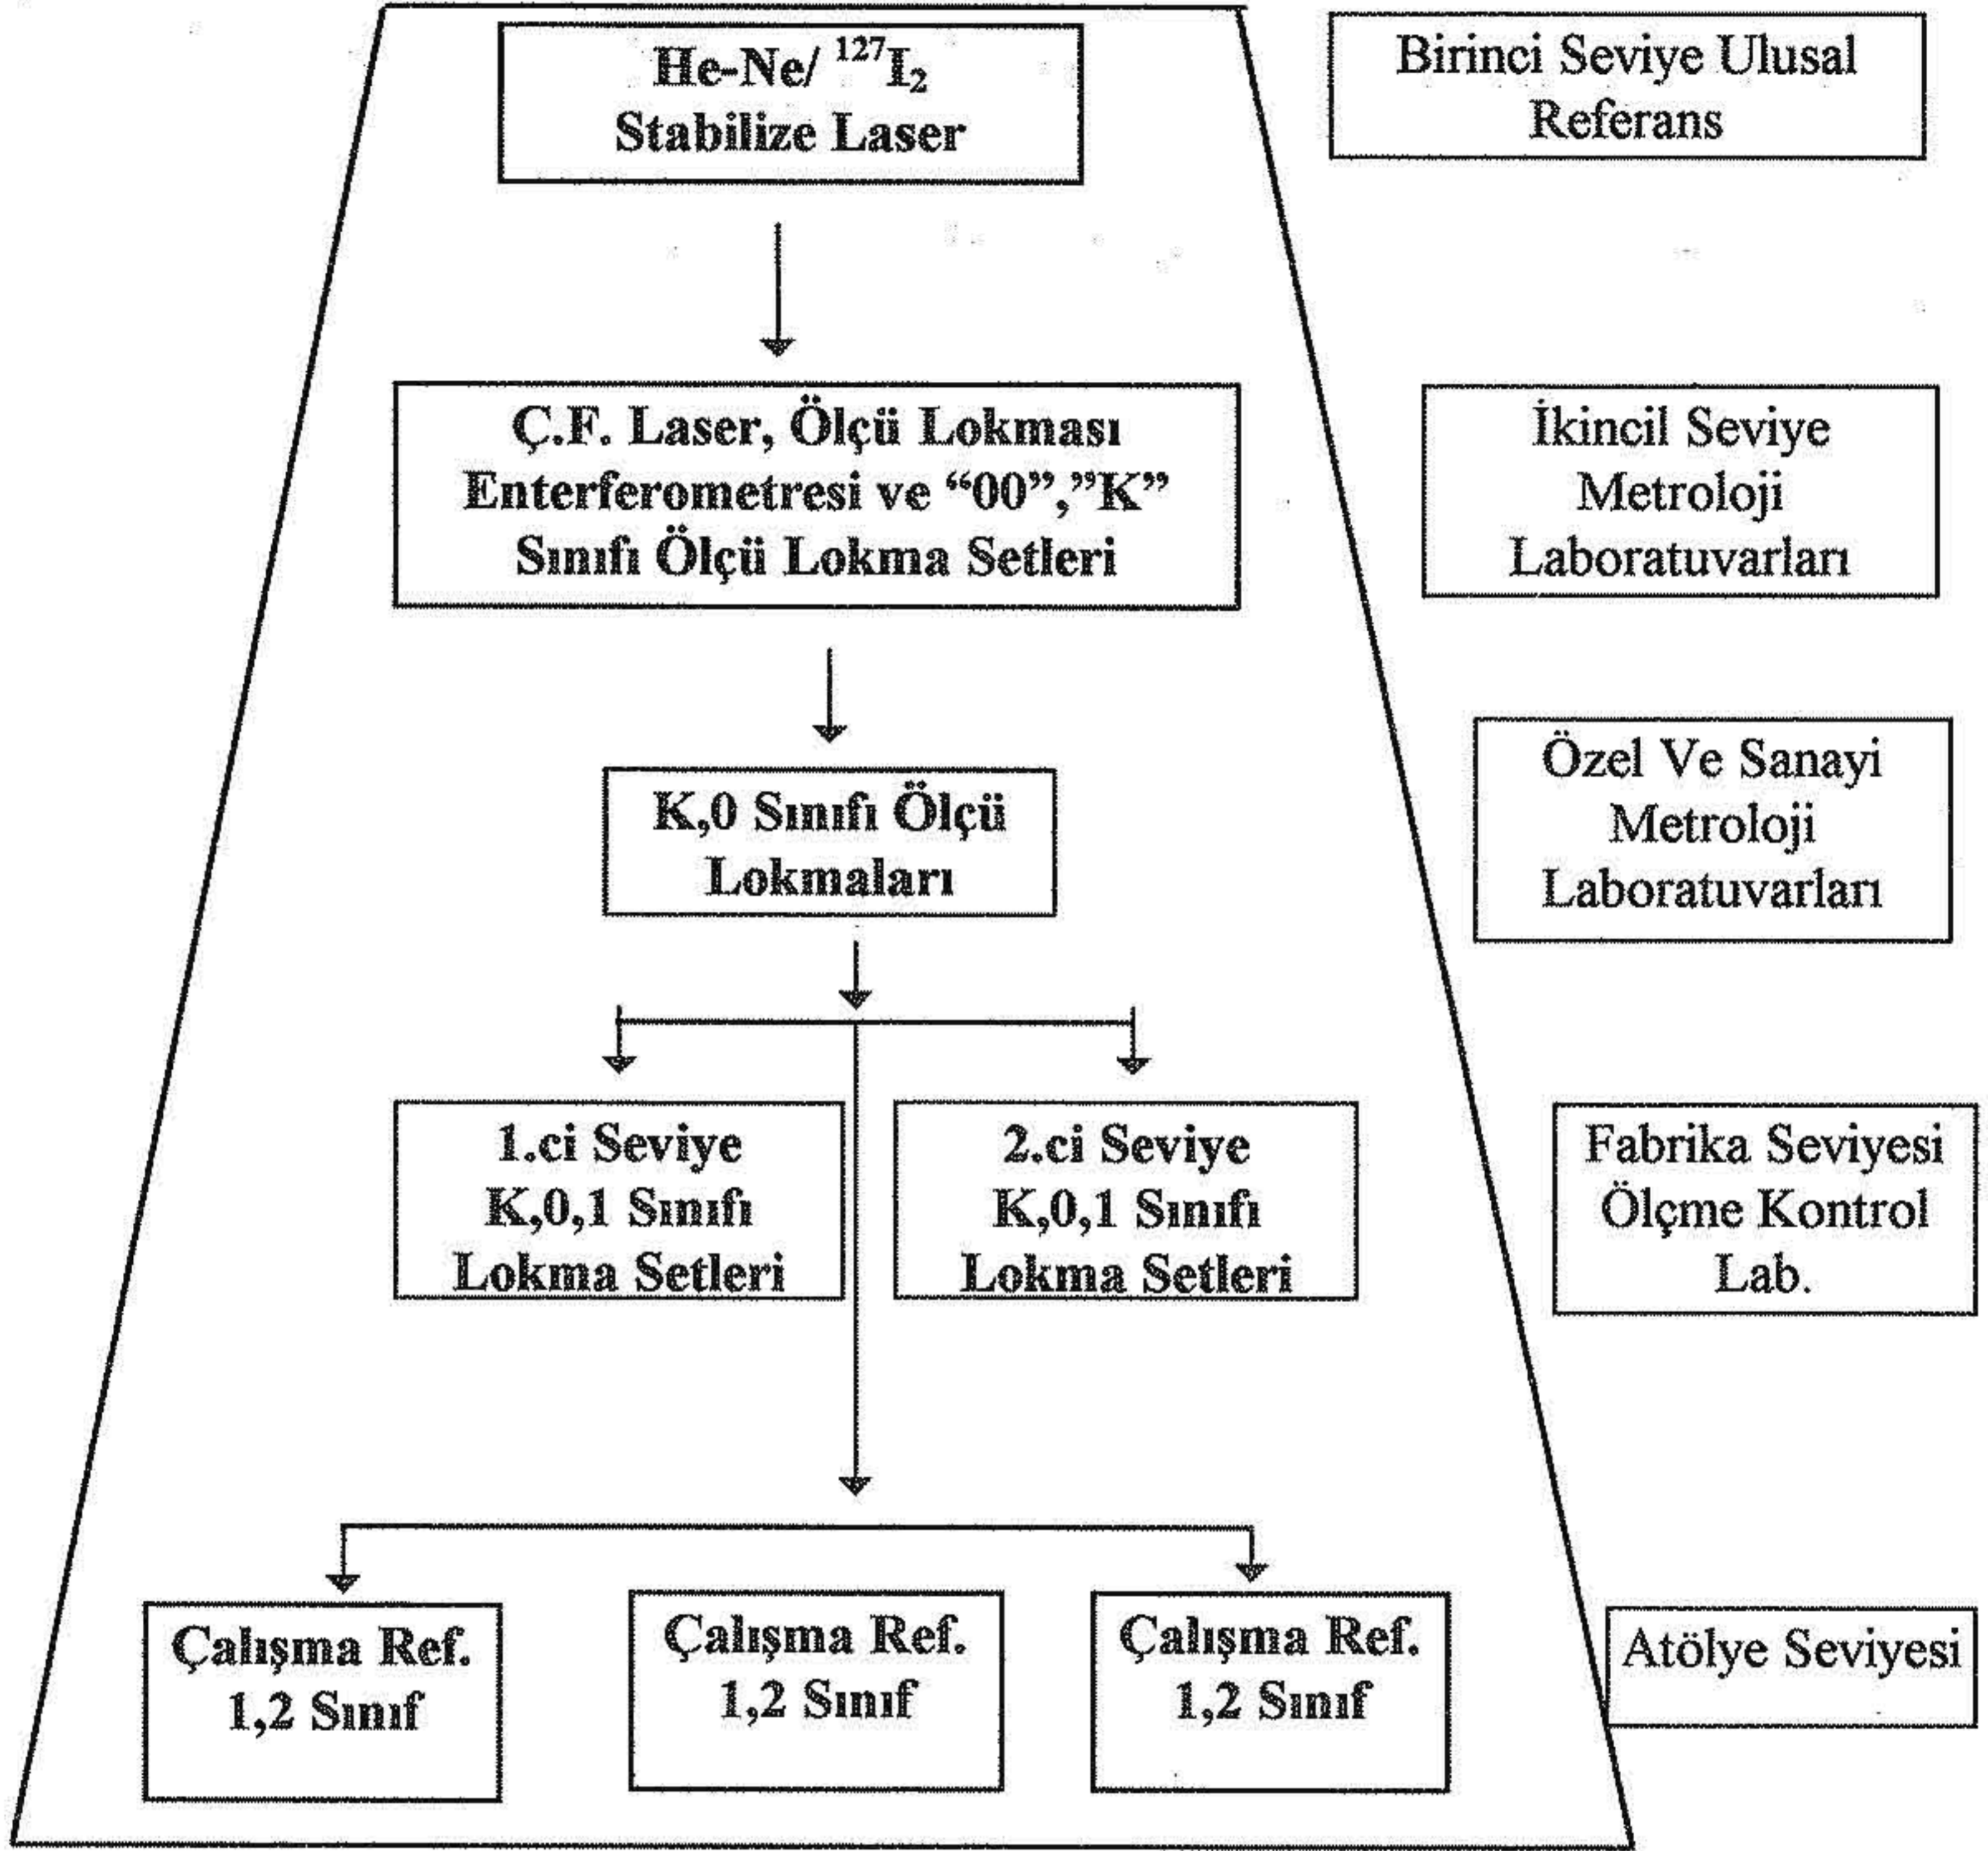 He-Ne/ ¹²⁷I₂
Stabilize Laser
Birinci Seviye Ulusal
Referans
Ç.F. Laser, Ölçü Lokması
Enterferometresi ve “00”,”K”
Sınıfı Ölçü Lokma Setleri
İkincil Seviye
Metroloji
Laboratuvarları
K,0 Sınıfı Ölçü
Lokmaları
Özel Ve Sanayi
Metroloji
Laboratuvarları
1.ci Seviye
K,0,1 Sınıfı
Lokma Setleri
2.ci Seviye
K,0,1 Sınıfı
Lokma Setleri
Fabrika Seviyesi
Ölçme Kontrol
Lab.
Çalışma Ref.
1,2 Sınıf
Çalışma Ref.
1,2 Sınıf
Çalışma Ref.
1,2 Sınıf
Atölye Seviyesi